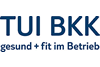 TUI BKK
gesund + fit im Betrieb